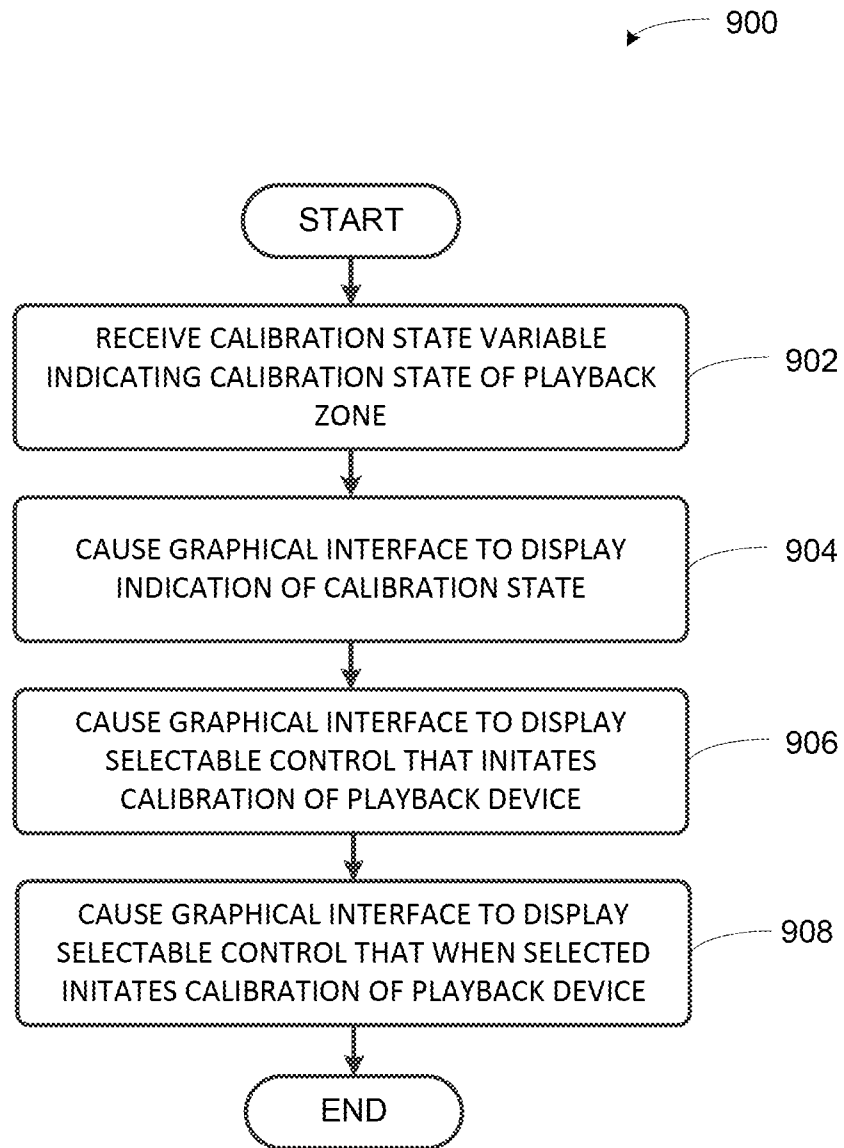 900
START
RECEIVE CALIBRATION STATE VARIABLE
INDICATING CALIBRATION STATE OF PLAYBACK
ZONE
902
CAUSE GRAPHICAL INTERFACE TO DISPLAY
INDICATION OF CALIBRATION STATE
904
CAUSE GRAPHICAL INTERFACE TO DISPLAY
SELECTABLE CONTROL THAT INITATES
CALIBRATION OF PLAYBACK DEVICE
906
CAUSE GRAPHICAL INTERFACE TO DISPLAY
SELECTABLE CONTROL THAT WHEN SELECTED
INITATES CALIBRATION OF PLAYBACK DEVICE
908
END